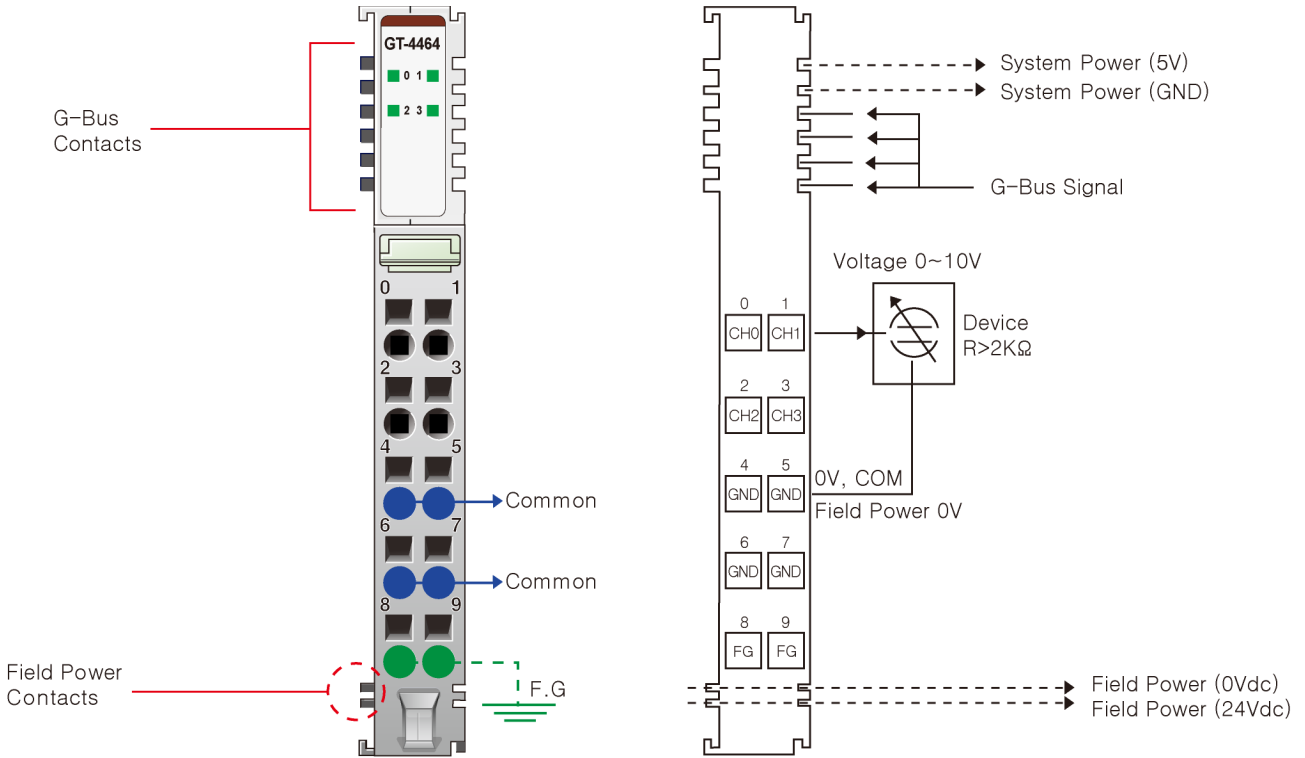 GT-4464
0 1
2 3
G-Bus
Contacts
0 1
2 3
4 5
Common
6 7
Common
8 9
F.G
Field Power
Contacts
System Power (5V)
System Power (GND)
G-Bus Signal
Voltage 0~10V
0 1
CH0 CH1
Device
R>2KΩ
2 3
CH2 CH3
4 5
GND GND
0V, COM
Field Power 0V
6 7
GND GND
8 9
FG FG
Field Power (0Vdc)
Field Power (24Vdc)